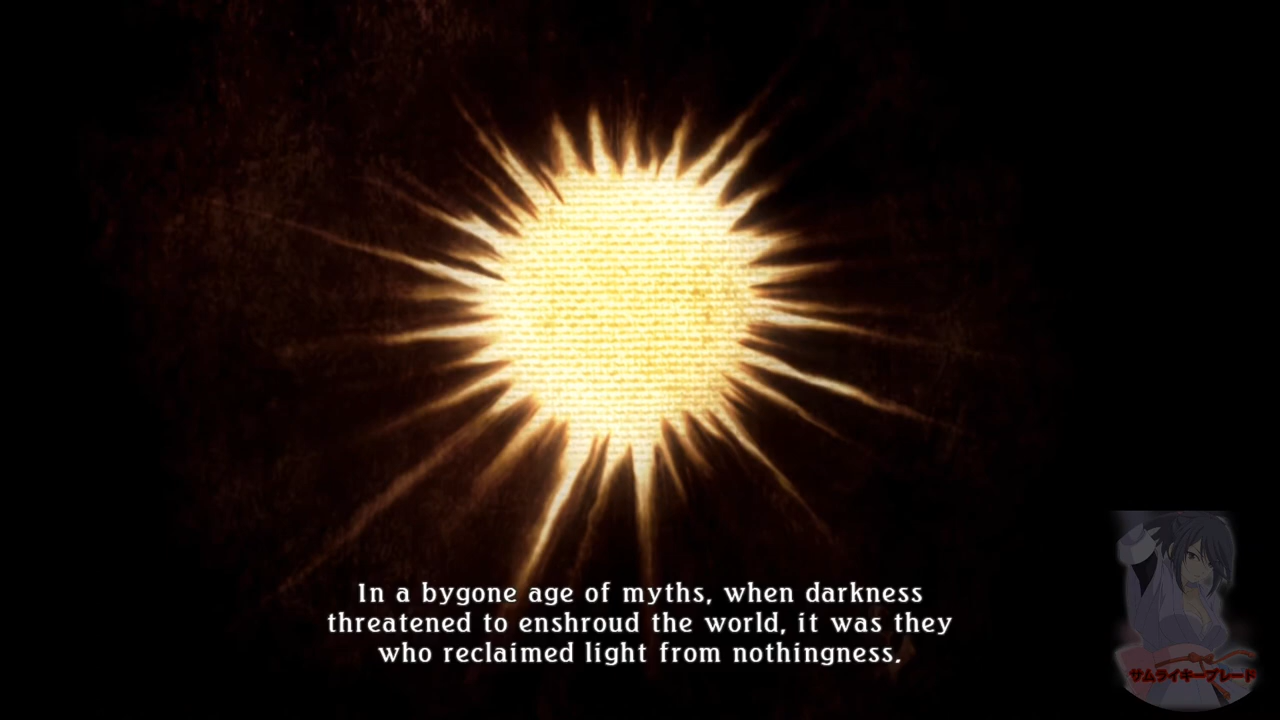 In a bygone age of myths, when darkness
threatened to enshroud the world, it was they
who reclaimed light from nothingness.
サムライキーブレード